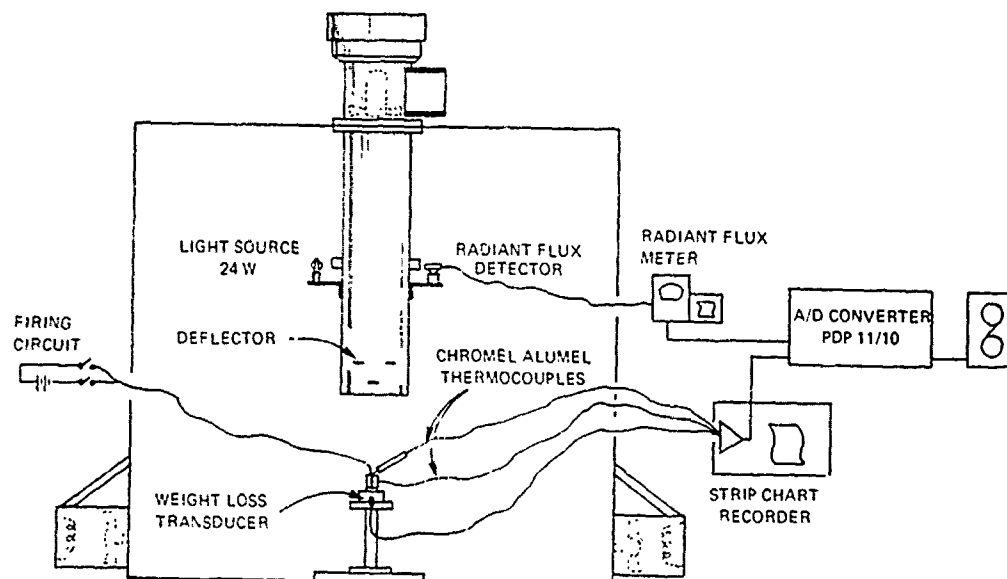 LIGHT SOURCE
24 W
RADIANT FLUX
DETECTOR
RADIANT FLUX
METER
A/D CONVERTER
PDP 11/10
FIRING
CIRCUIT
DEFLECTOR
CHROMEL ALUMEL
THERMOCOUPLES
WEIGHT LOSS
TRANSDUCER
STRIP CHART
RECORDER